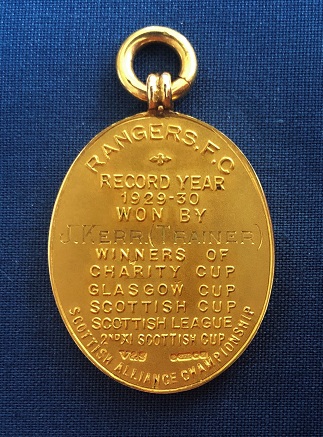 RANGERS.F.C
RECORD YEAR
1929-30
WON BY
J.KERR.(TRAINER)
WINNERS OF
CHARITY CUP
GLASGOW CUP
SCOTTISH CUP
SCOTTISH LEAGUE
2ND XI SCOTTISH CUP
V&S
SCOTTISH ALLIANCE CHAMPIONSHIP